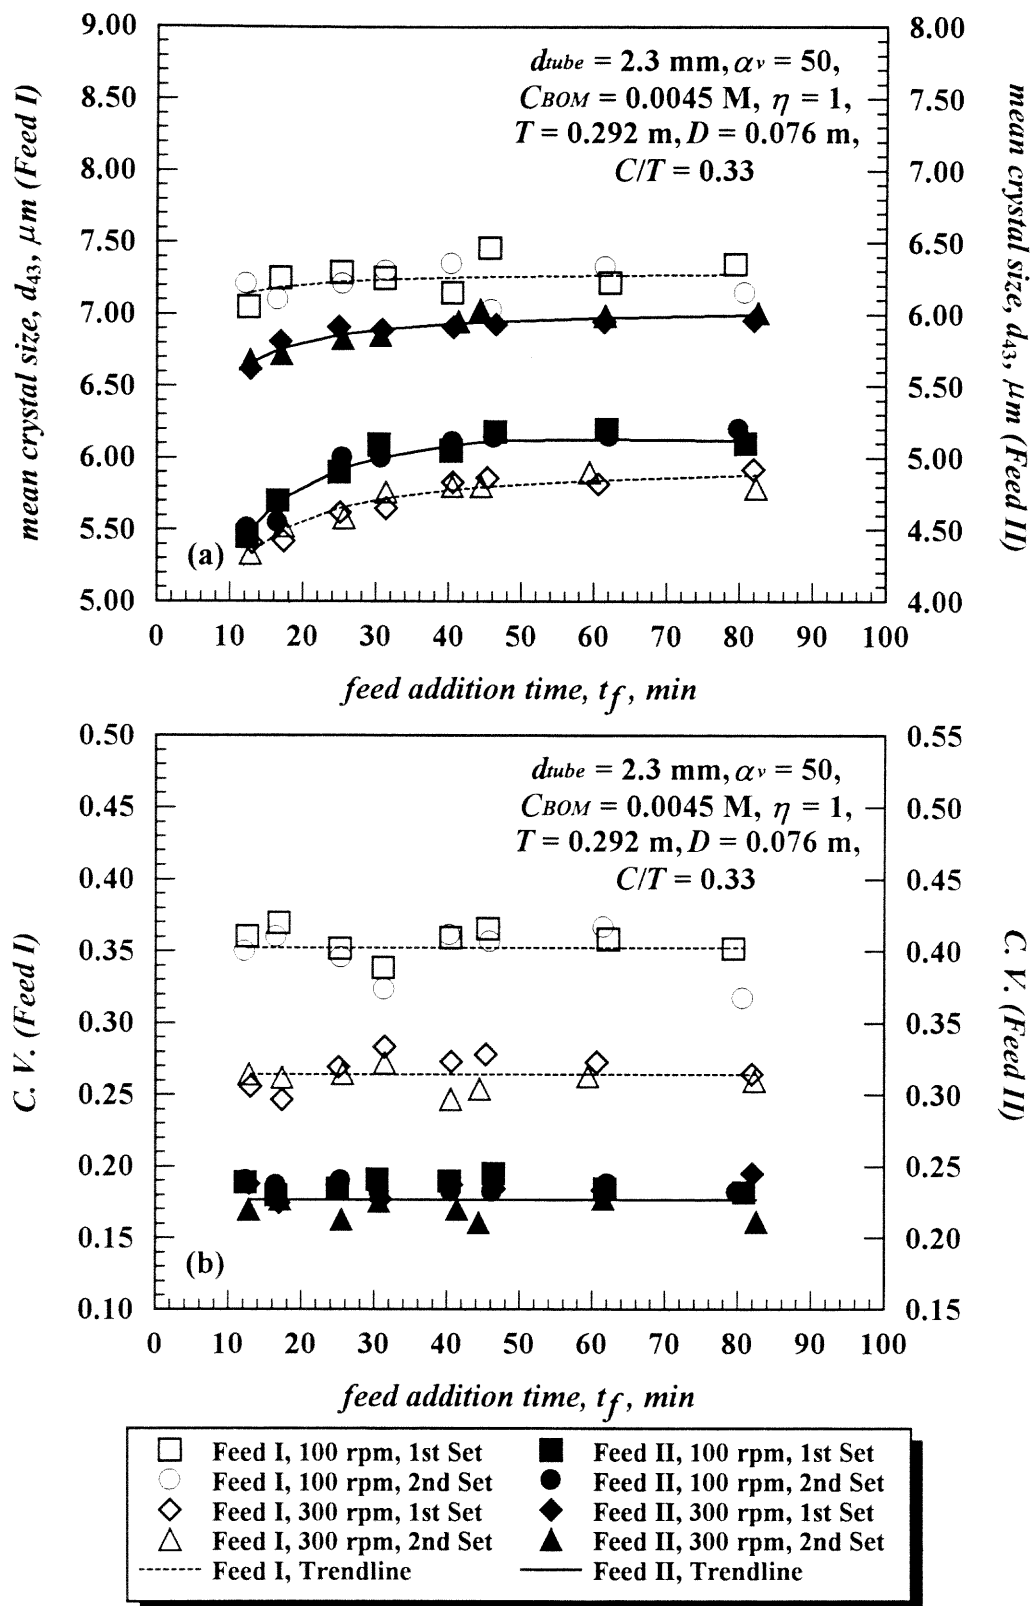 9.00
8.50
8.00
7.50
7.00
6.50
6.00
5.50
5.00
mean crystal size, d43, μm (Feed I)
dtube = 2.3 mm, αv = 50,
CBOM = 0.0045 M, η = 1,
T = 0.292 m, D = 0.076 m,
C/T = 0.33
(a)
8.00
7.50
7.00
6.50
6.00
5.50
5.00
4.50
4.00
mean crystal size, d43, μm (Feed II)
0 10 20 30 40 50 60 70 80 90 100
feed addition time, tf, min
0.50
0.45
0.40
0.35
0.30
0.25
0.20
0.15
0.10
C. V. (Feed I)
dtube = 2.3 mm, αv = 50,
CBOM = 0.0045 M, η = 1,
T = 0.292 m, D = 0.076 m,
C/T = 0.33
(b)
0.55
0.50
0.45
0.40
0.35
0.30
0.25
0.20
0.15
C. V. (Feed II)
0 10 20 30 40 50 60 70 80 90 100
feed addition time, tf, min
Feed I, 100 rpm, 1st Set
Feed I, 100 rpm, 2nd Set
Feed I, 300 rpm, 1st Set
Feed I, 300 rpm, 2nd Set
Feed I, Trendline
Feed II, 100 rpm, 1st Set
Feed II, 100 rpm, 2nd Set
Feed II, 300 rpm, 1st Set
Feed II, 300 rpm, 2nd Set
Feed II, Trendline